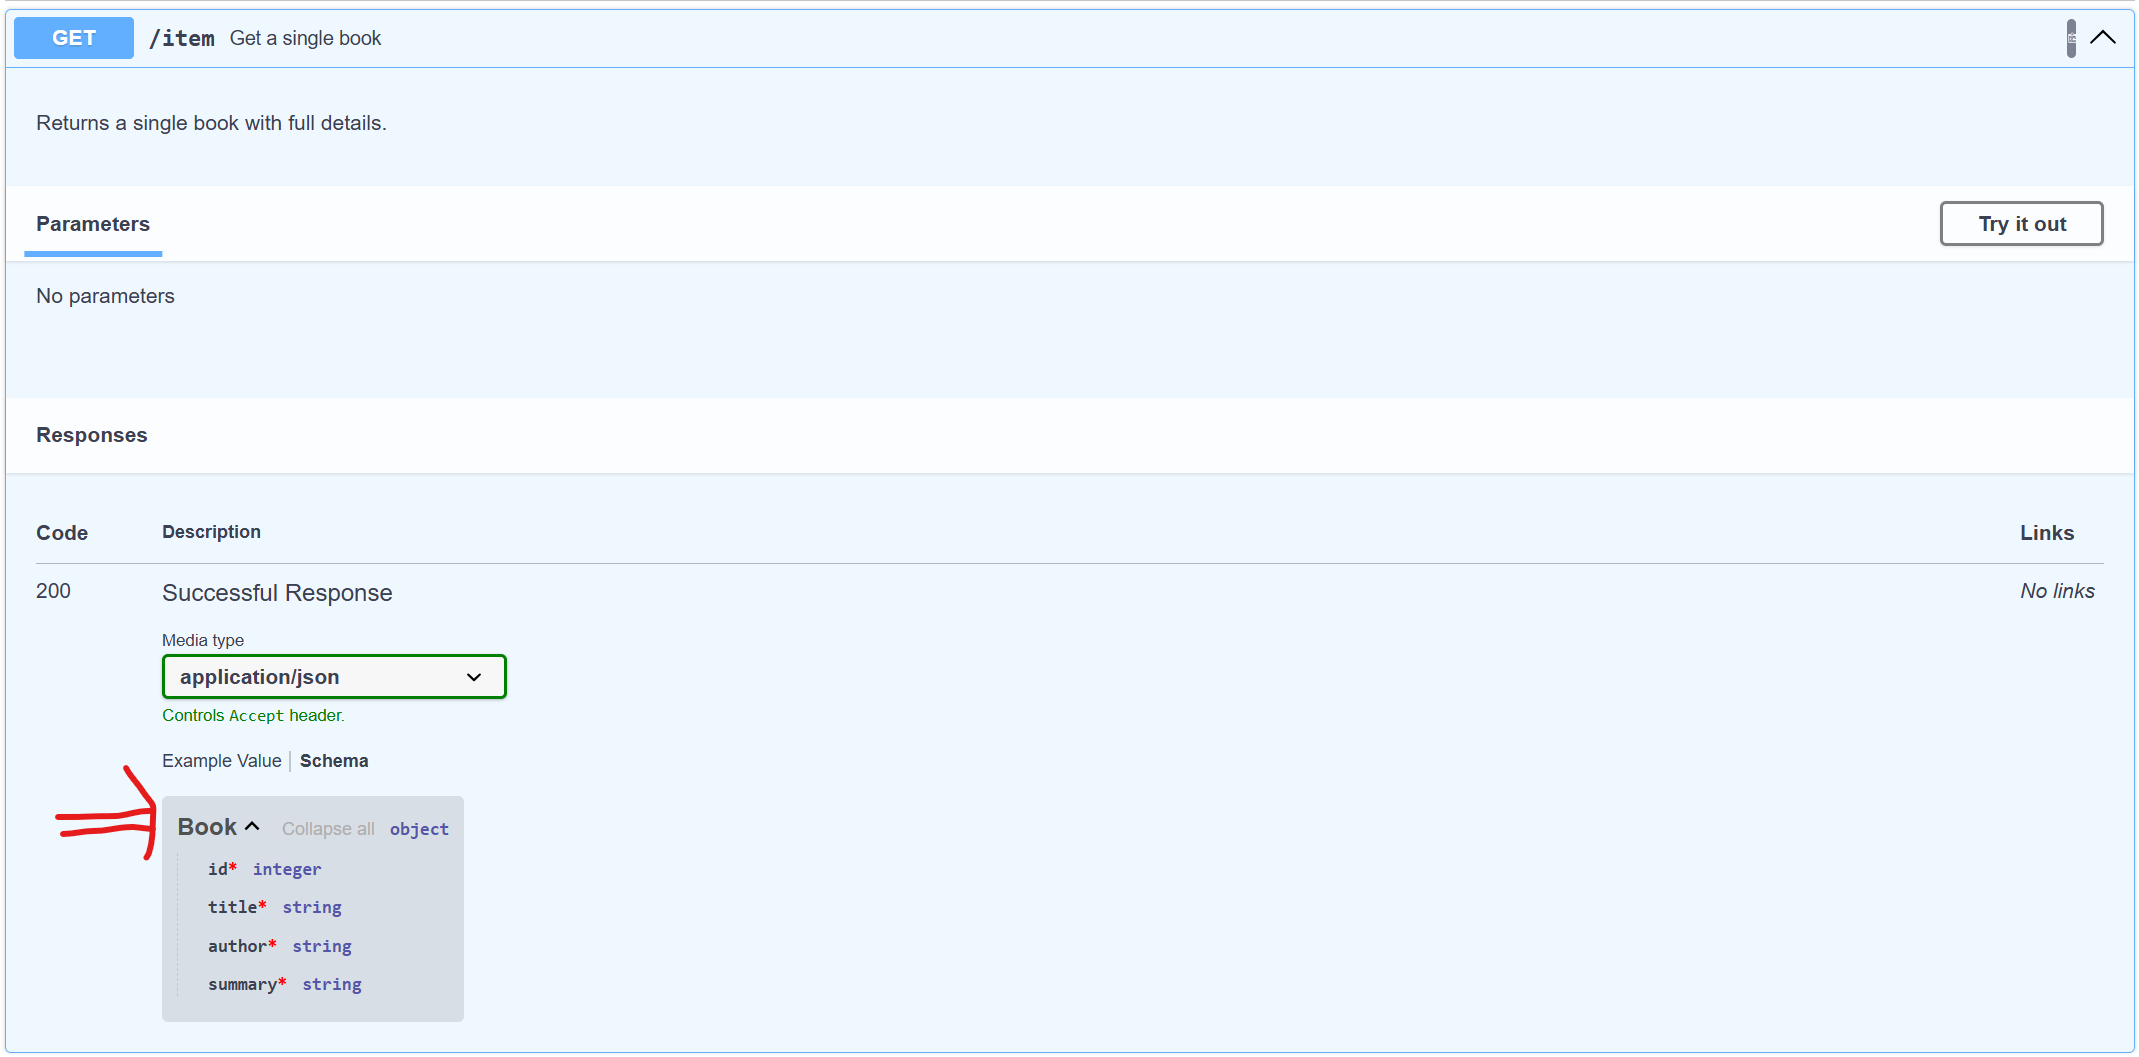 GET /item Get a single book
Returns a single book with full details.
Parameters
Try it out
No parameters
Responses
Code Description Links
200 Successful Response No links
Media type
application/json
Controls Accept header.
Example Value Schema
Book Collapse all object
id* integer
title* string
author* string
summary* string